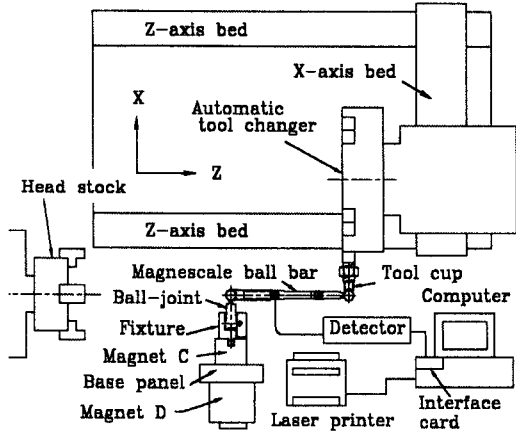 Z-axis bed
X-axis bed
Automatic
tool changer
X
Z
Head stock
Z-axis bed
Magnescale ball bar
Tool cup
Ball-joint
Computer
Fixture
Detector
Magnet C
Base panel
Magnet D
Laser printer
Interface
card